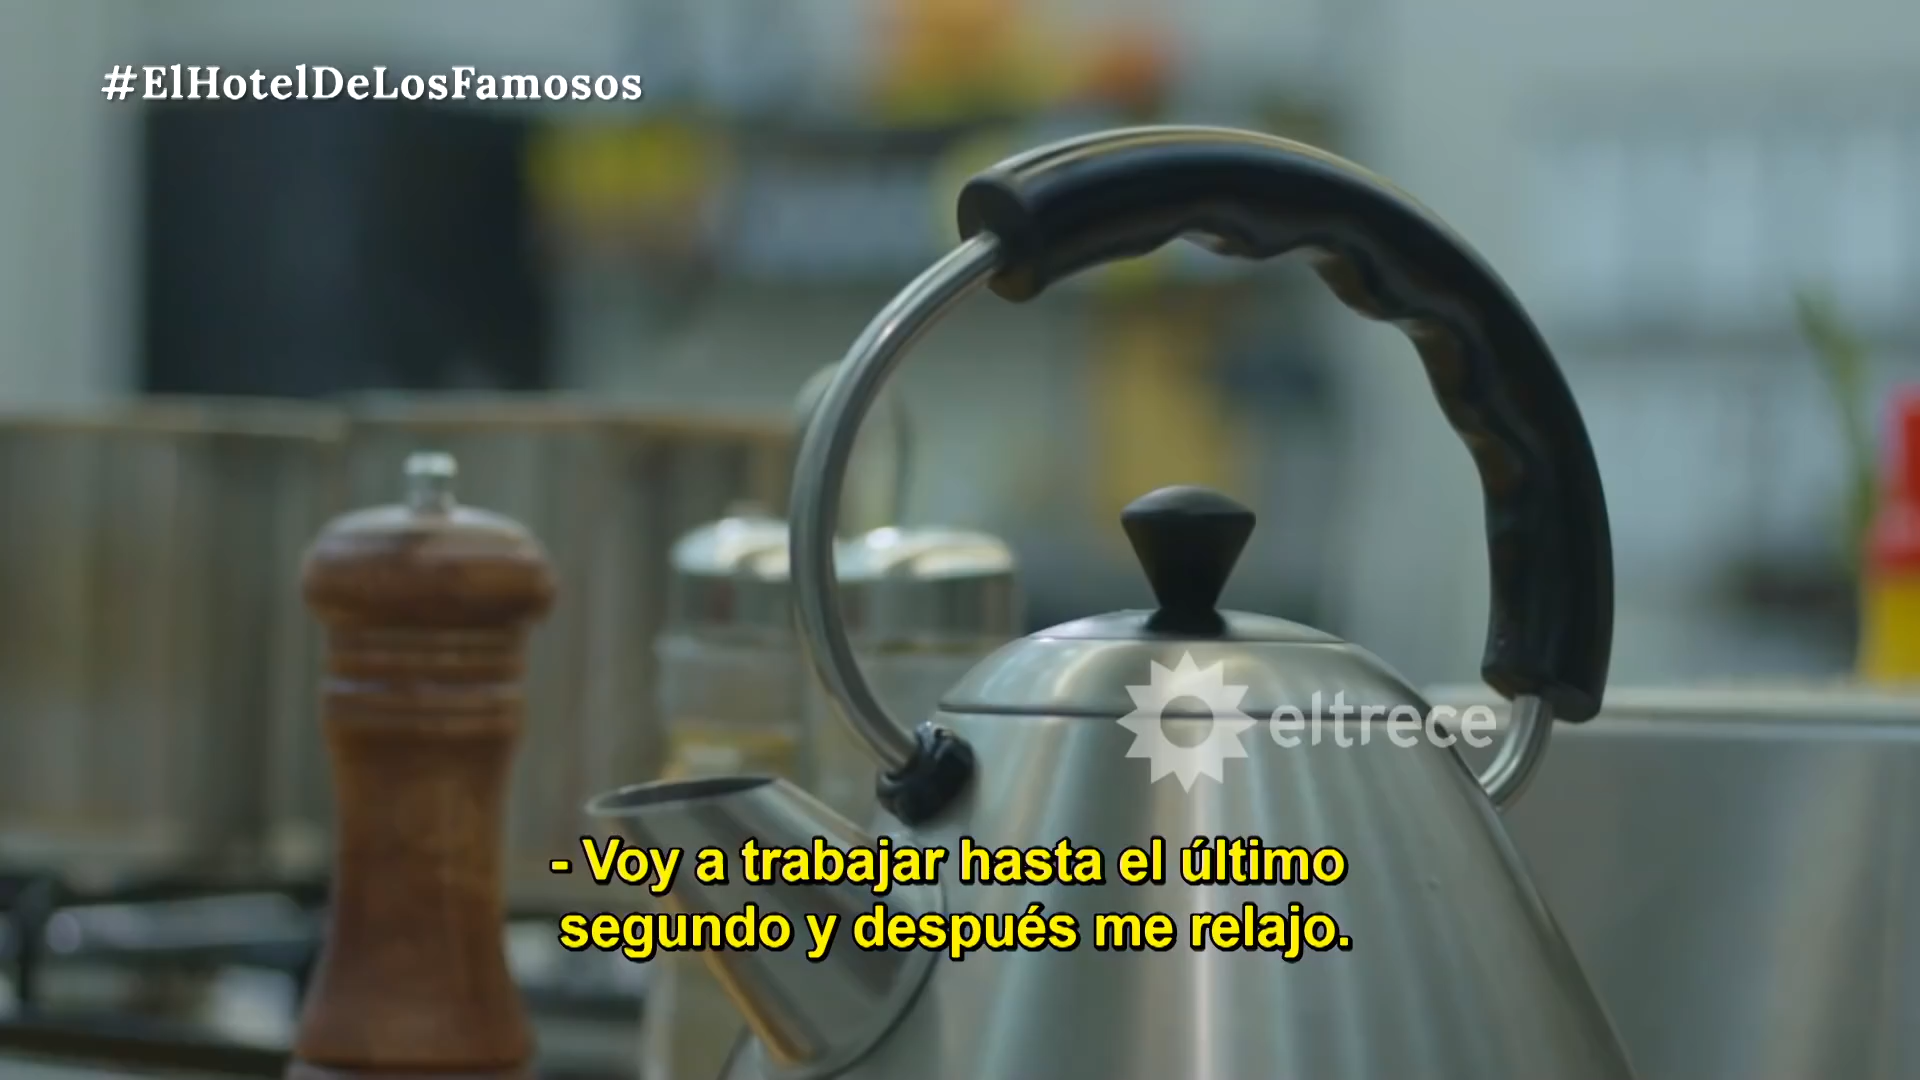 #ElHotelDeLosFamosos
eltrece
- Voy a trabajar hasta el último
segundo y después me relajo.